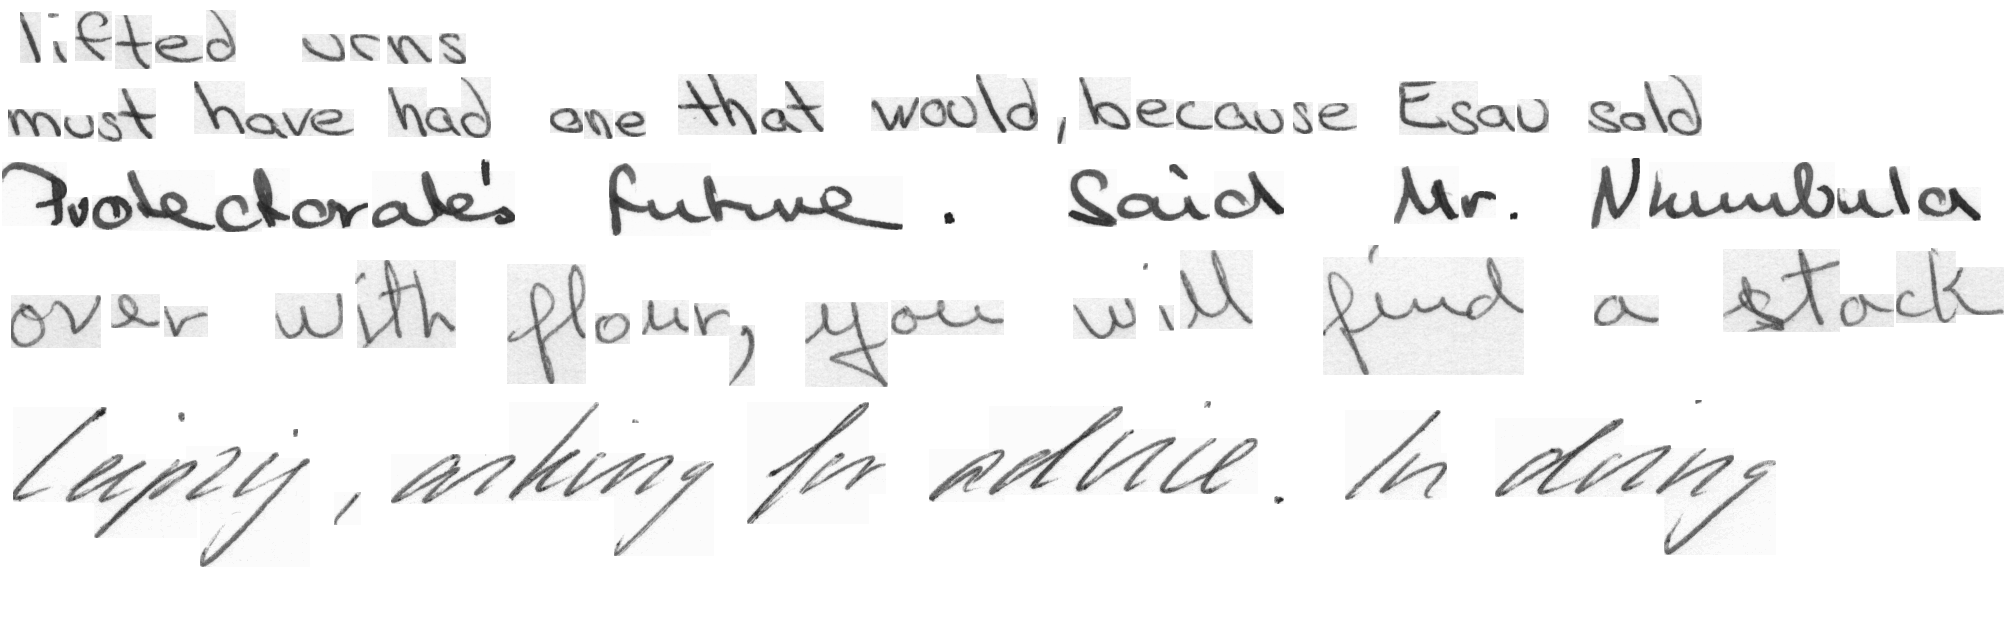 lifted urns
must have had one that would, because Esau sold
Protectorate's future. Said Mr. Nkumbula
over with flour, you will find a stack
Leipzig, asking for advice. In doing